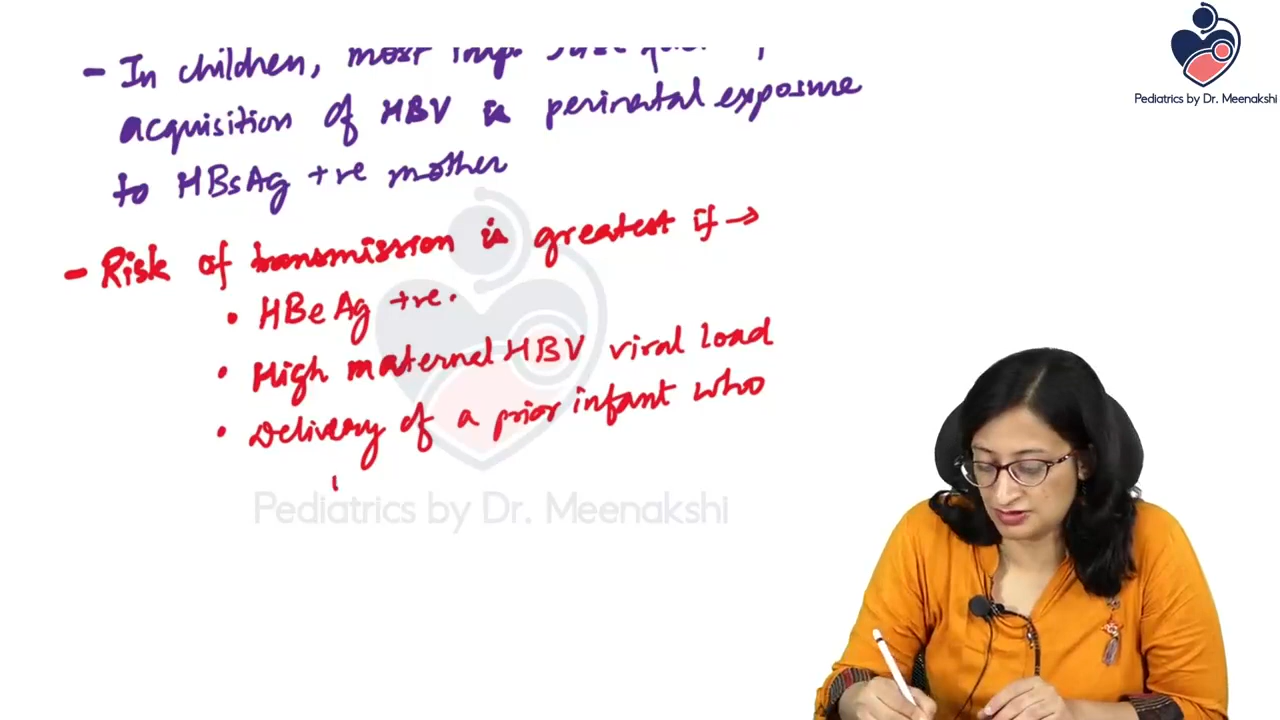 - In children, most imp
acquisition of HBV is perinatal exposure
to HBsAg +ve mother
- Risk of transmission is greatest if →
• HBeAg +ve.
• High maternal HBV viral load
• Delivery of a prior infant who
Pediatrics by Dr. Meenakshi
Pediatrics by Dr. Meenakshi